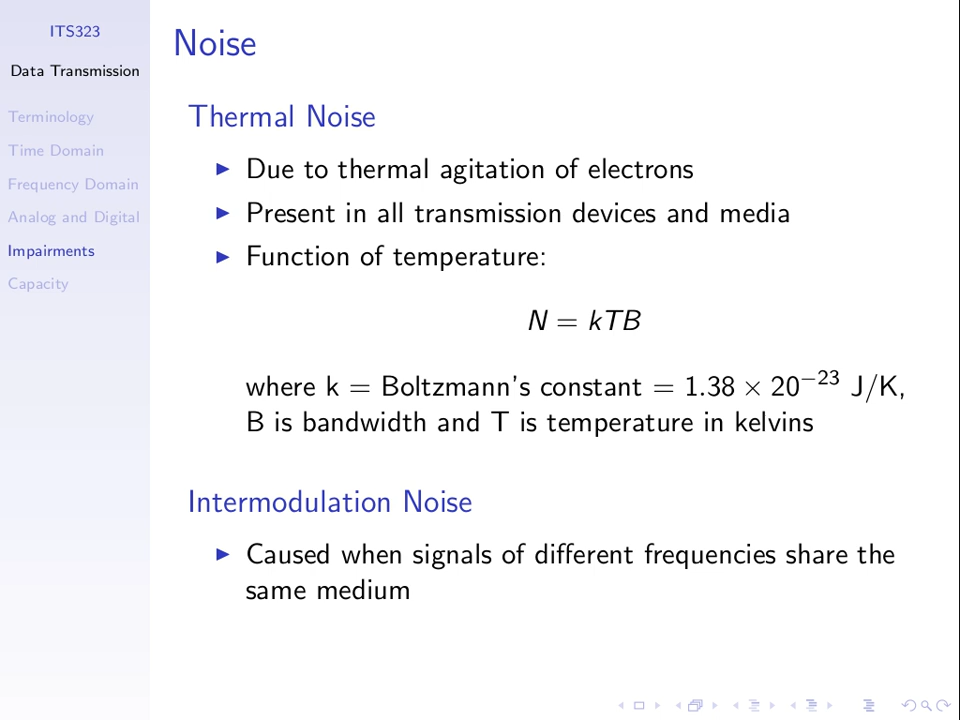 ITS323
Data Transmission
Terminology
Time Domain
Frequency Domain
Analog and Digital
Impairments
Capacity
Noise
Thermal Noise
Due to thermal agitation of electrons
Present in all transmission devices and media
Function of temperature:
N = kTB
where k = Boltzmann's constant = 1.38 × 20⁻²³ J/K,
B is bandwidth and T is temperature in kelvins
Intermodulation Noise
Caused when signals of different frequencies share the
same medium